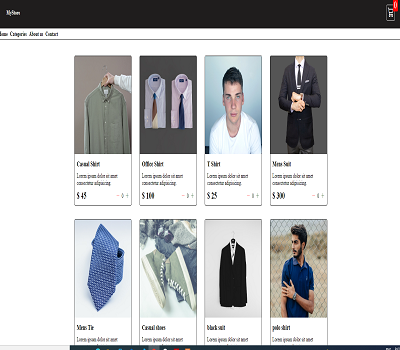 MyStore
0
Home Categories About us Contact
Casual Shirt
Lorem ipsum dolor sit amet
consectetur adipisicing.
$ 45
− 0 +
Office Shirt
Lorem ipsum dolor sit amet
consectetur adipisicing.
$ 100
− 0 +
T Shirt
Lorem ipsum dolor sit amet
consectetur adipisicing.
$ 25
− 0 +
Mens Suit
Lorem ipsum dolor sit amet
consectetur adipisicing.
$ 300
− 0 +
Mens Tie
Lorem ipsum dolor sit amet
Casual shoes
Lorem ipsum dolor sit amet
black suit
Lorem ipsum dolor sit amet
polo shirt
Lorem ipsum dolor sit amet